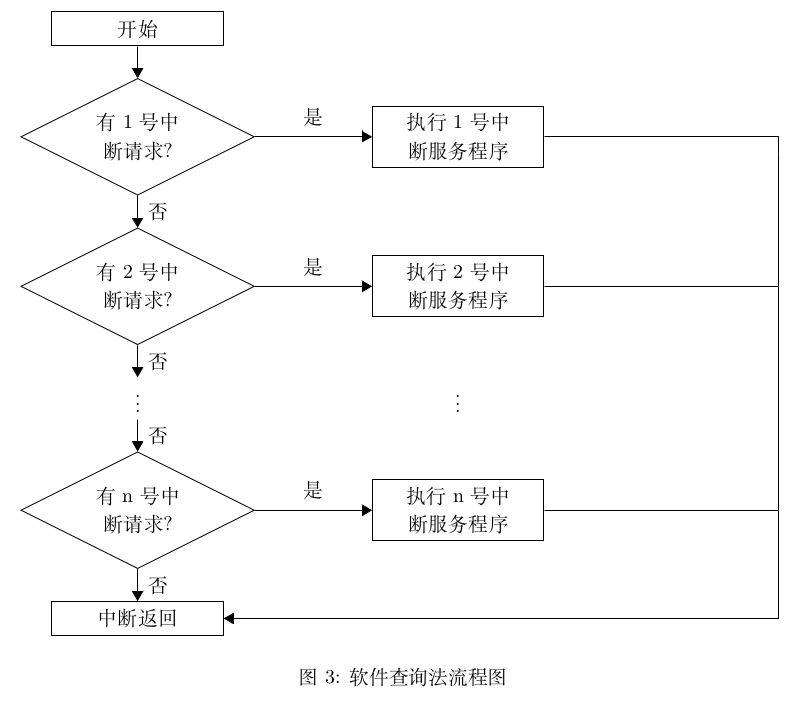 开始
有 1 号中
断请求?
是
执行 1 号中
断服务程序
否
有 2 号中
断请求?
是
执行 2 号中
断服务程序
否
⋮
⋮
否
有 n 号中
断请求?
是
执行 n 号中
断服务程序
否
中断返回
图 3: 软件查询法流程图